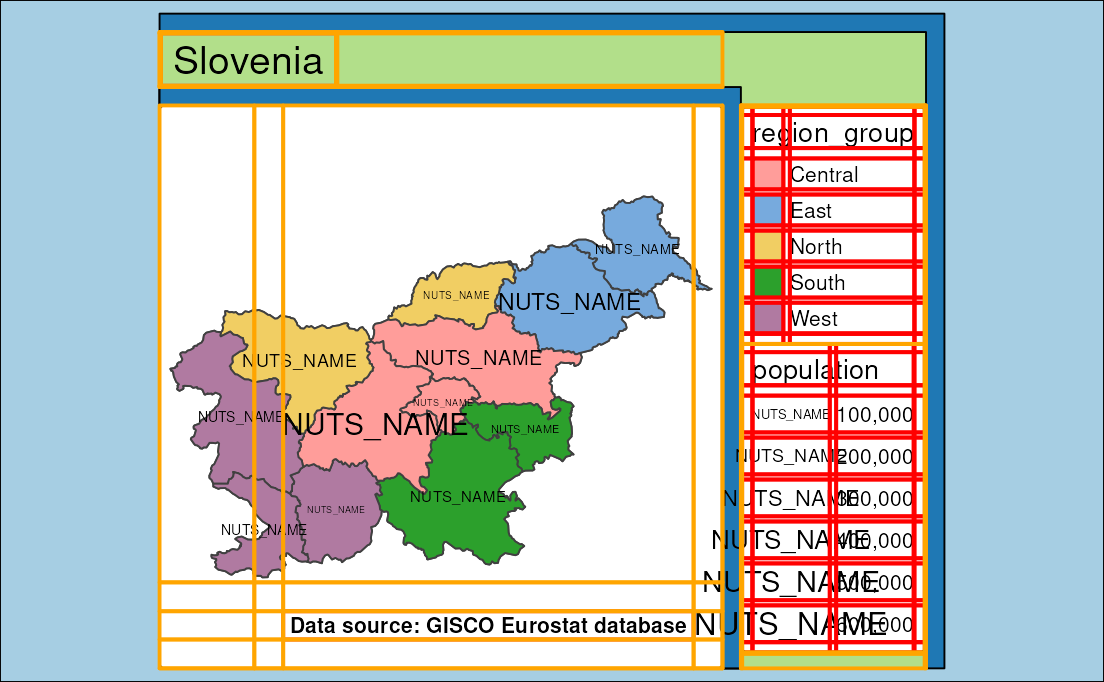 Slovenia
region_group
Central
East
North
South
West
NUTS_NAME
NUTS_NAME
NUTS_NAME
NUTS_NAME
NUTS_NAME
NUTS_NAME
NUTS_NAME
NUTS_NAME
NUTS_NAME
NUTS_NAME
NUTS_NAME
NUTS_NAME
population
NUTS_NAME 100,000
NUTS_NAME 200,000
NUTS_NAME 300,000
NUTS_NAME 400,000
NUTS_NAME 500,000
NUTS_NAME 600,000
Data source: GISCO Eurostat database